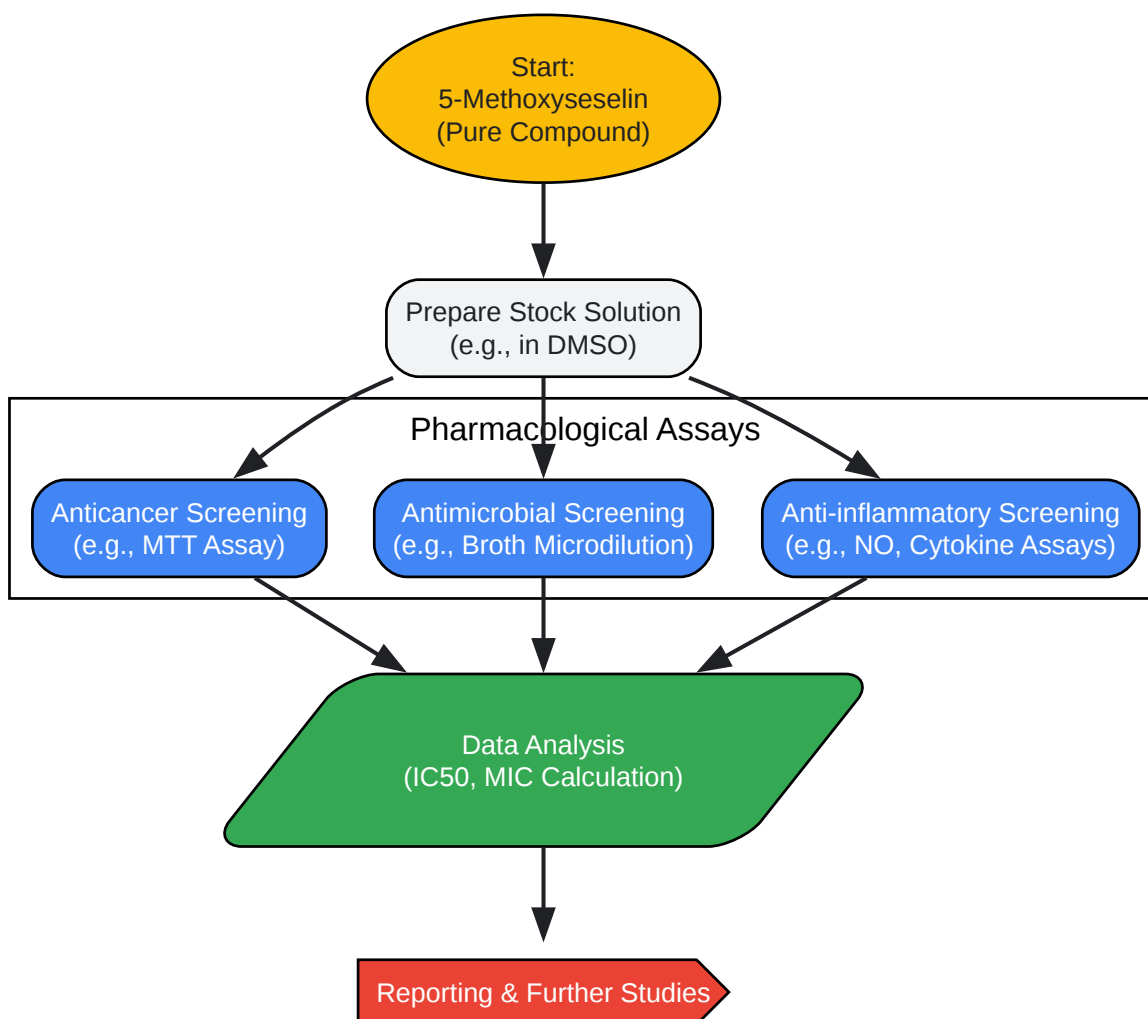 Start:
5-Methoxyseselin
(Pure Compound)
Prepare Stock Solution
(e.g., in DMSO)
Pharmacological Assays
Anticancer Screening
(e.g., MTT Assay)
Antimicrobial Screening
(e.g., Broth Microdilution)
Anti-inflammatory Screening
(e.g., NO, Cytokine Assays)
Data Analysis
(IC50, MIC Calculation)
Reporting & Further Studies